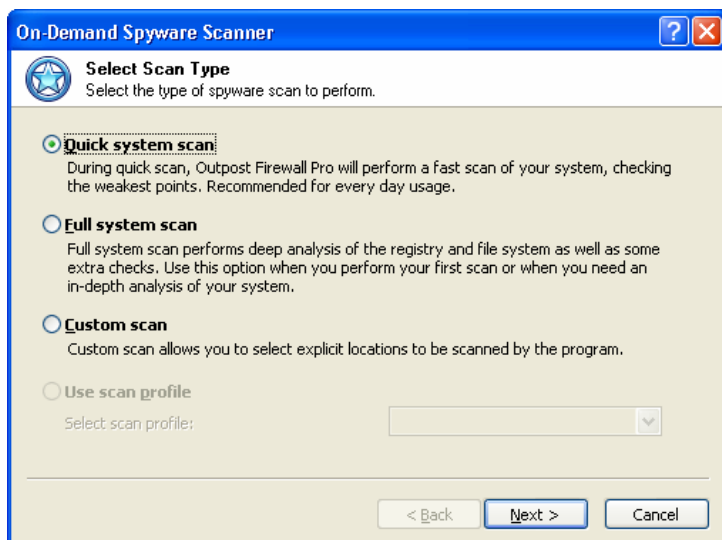 On-Demand Spyware Scanner
Select Scan Type
Select the type of spyware scan to perform.
Quick system scan
During quick scan, Outpost Firewall Pro will perform a fast scan of your system, checking
the weakest points. Recommended for every day usage.
Full system scan
Full system scan performs deep analysis of the registry and file system as well as some
extra checks. Use this option when you perform your first scan or when you need an
in-depth analysis of your system.
Custom scan
Custom scan allows you to select explicit locations to be scanned by the program.
Use scan profile
Select scan profile:
< Back Next > Cancel